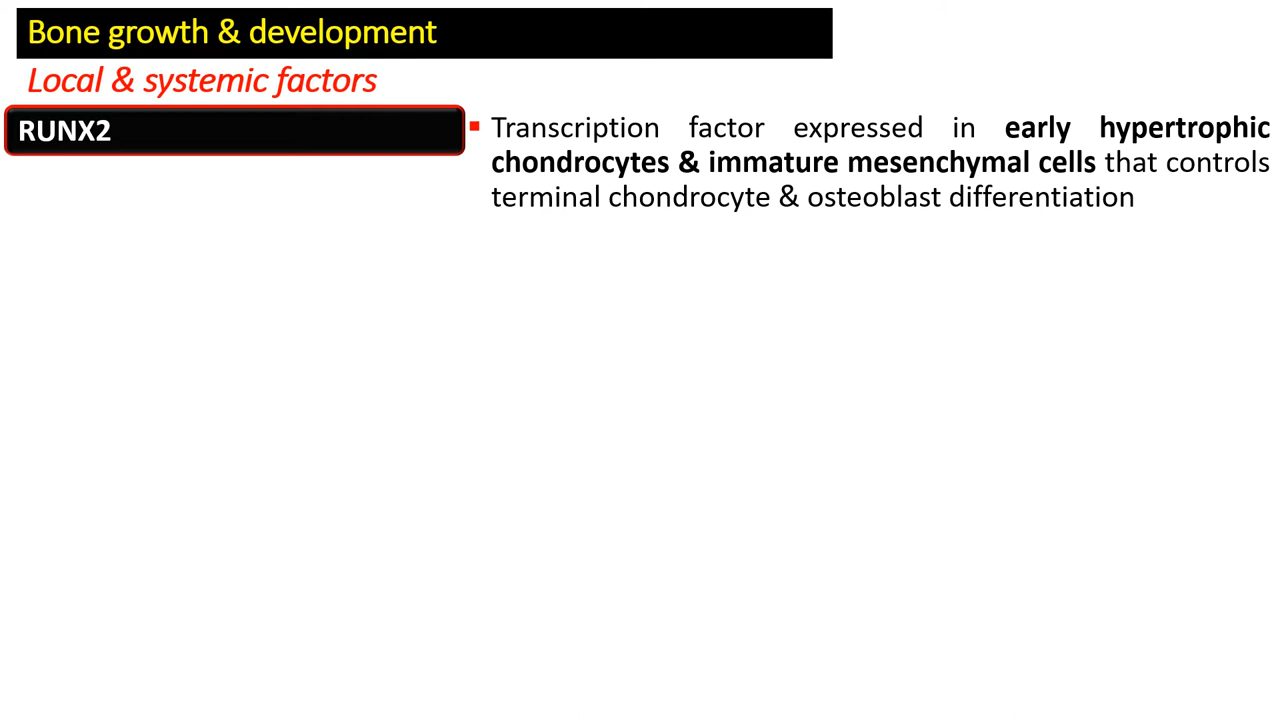 Bone growth & development
Local & systemic factors
RUNX2
▪ Transcription factor expressed in early hypertrophic
chondrocytes & immature mesenchymal cells that controls
terminal chondrocyte & osteoblast differentiation